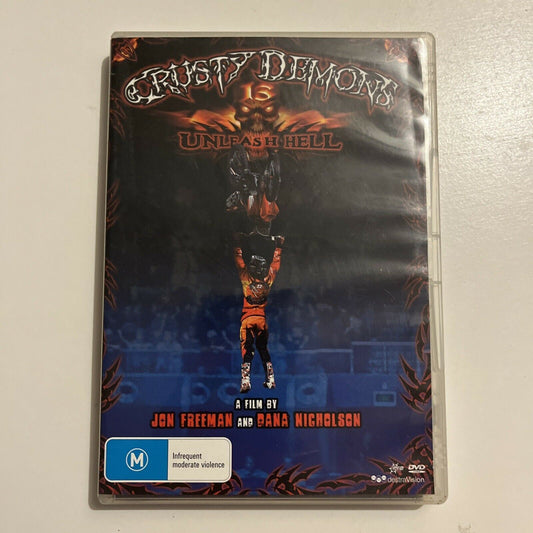 CRUSTY DEMONS
15
UNLEASH HELL
A FILM BY
JON FREEMAN AND DANA NICHOLSON
M
Infrequent
moderate violence
DVD
destraVision